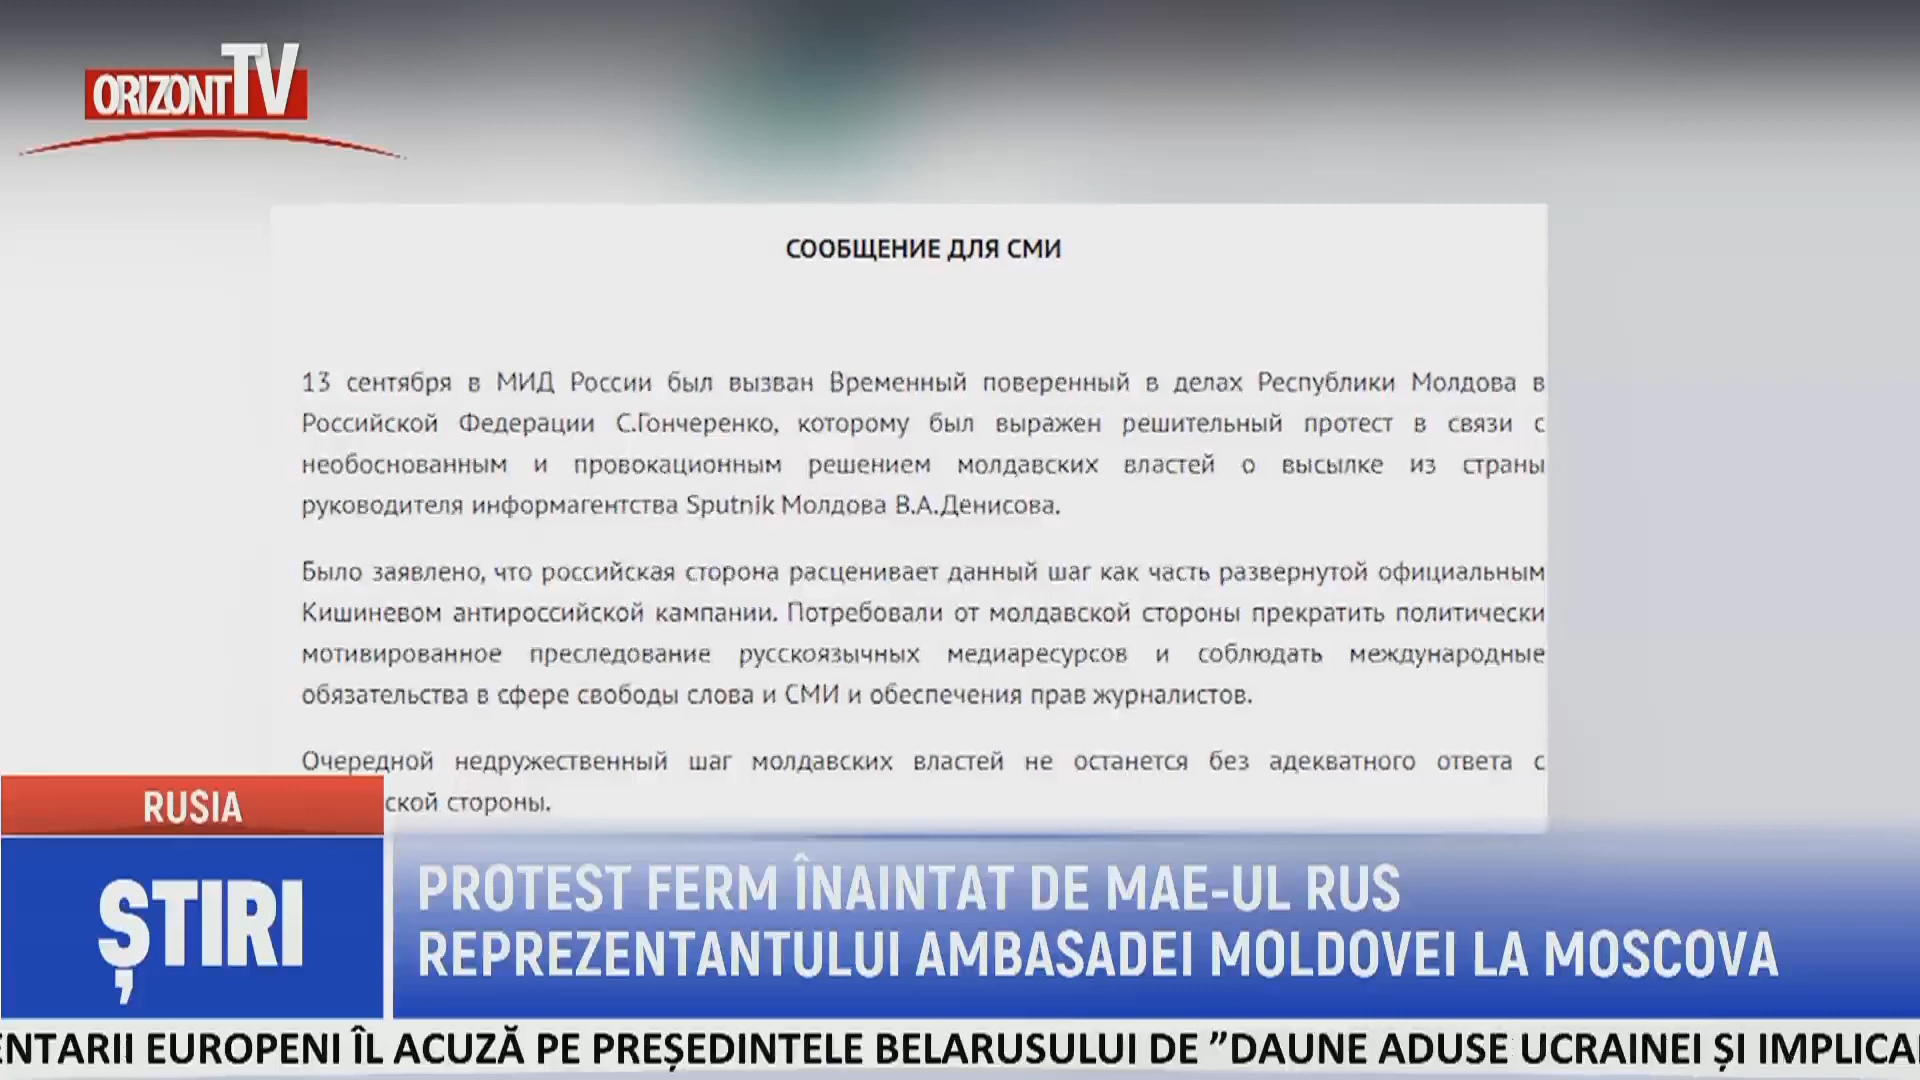 ORIZONTTV
СООБЩЕНИЕ ДЛЯ СМИ
13 сентября в МИД России был вызван Временный поверенный в делах Республики Молдова в
Российской Федерации С.Гончеренко, которому был выражен решительный протест в связи с
необоснованным и провокационным решением молдавских властей о высылке из страны
руководителя информагентства Sputnik Молдова В.А.Денисова.
Было заявлено, что российская сторона расценивает данный шаг как часть развернутой официальным
Кишиневом антироссийской кампании. Потребовали от молдавской стороны прекратить политически
мотивированное преследование русскоязычных медиаресурсов и соблюдать международные
обязательства в сфере свободы слова и СМИ и обеспечения прав журналистов.
Очередной недружественный шаг молдавских властей не останется без адекватного ответа с
ской стороны.
RUSIA
ȘTIRI
PROTEST FERM ÎNAINTAT DE MAE-UL RUS
REPREZENTANTULUI AMBASADEI MOLDOVEI LA MOSCOVA
ENTARII EUROPENI ÎL ACUZĂ PE PREȘEDINTELE BELARUSULUI DE ”DAUNE ADUSE UCRAINEI ȘI IMPLICA